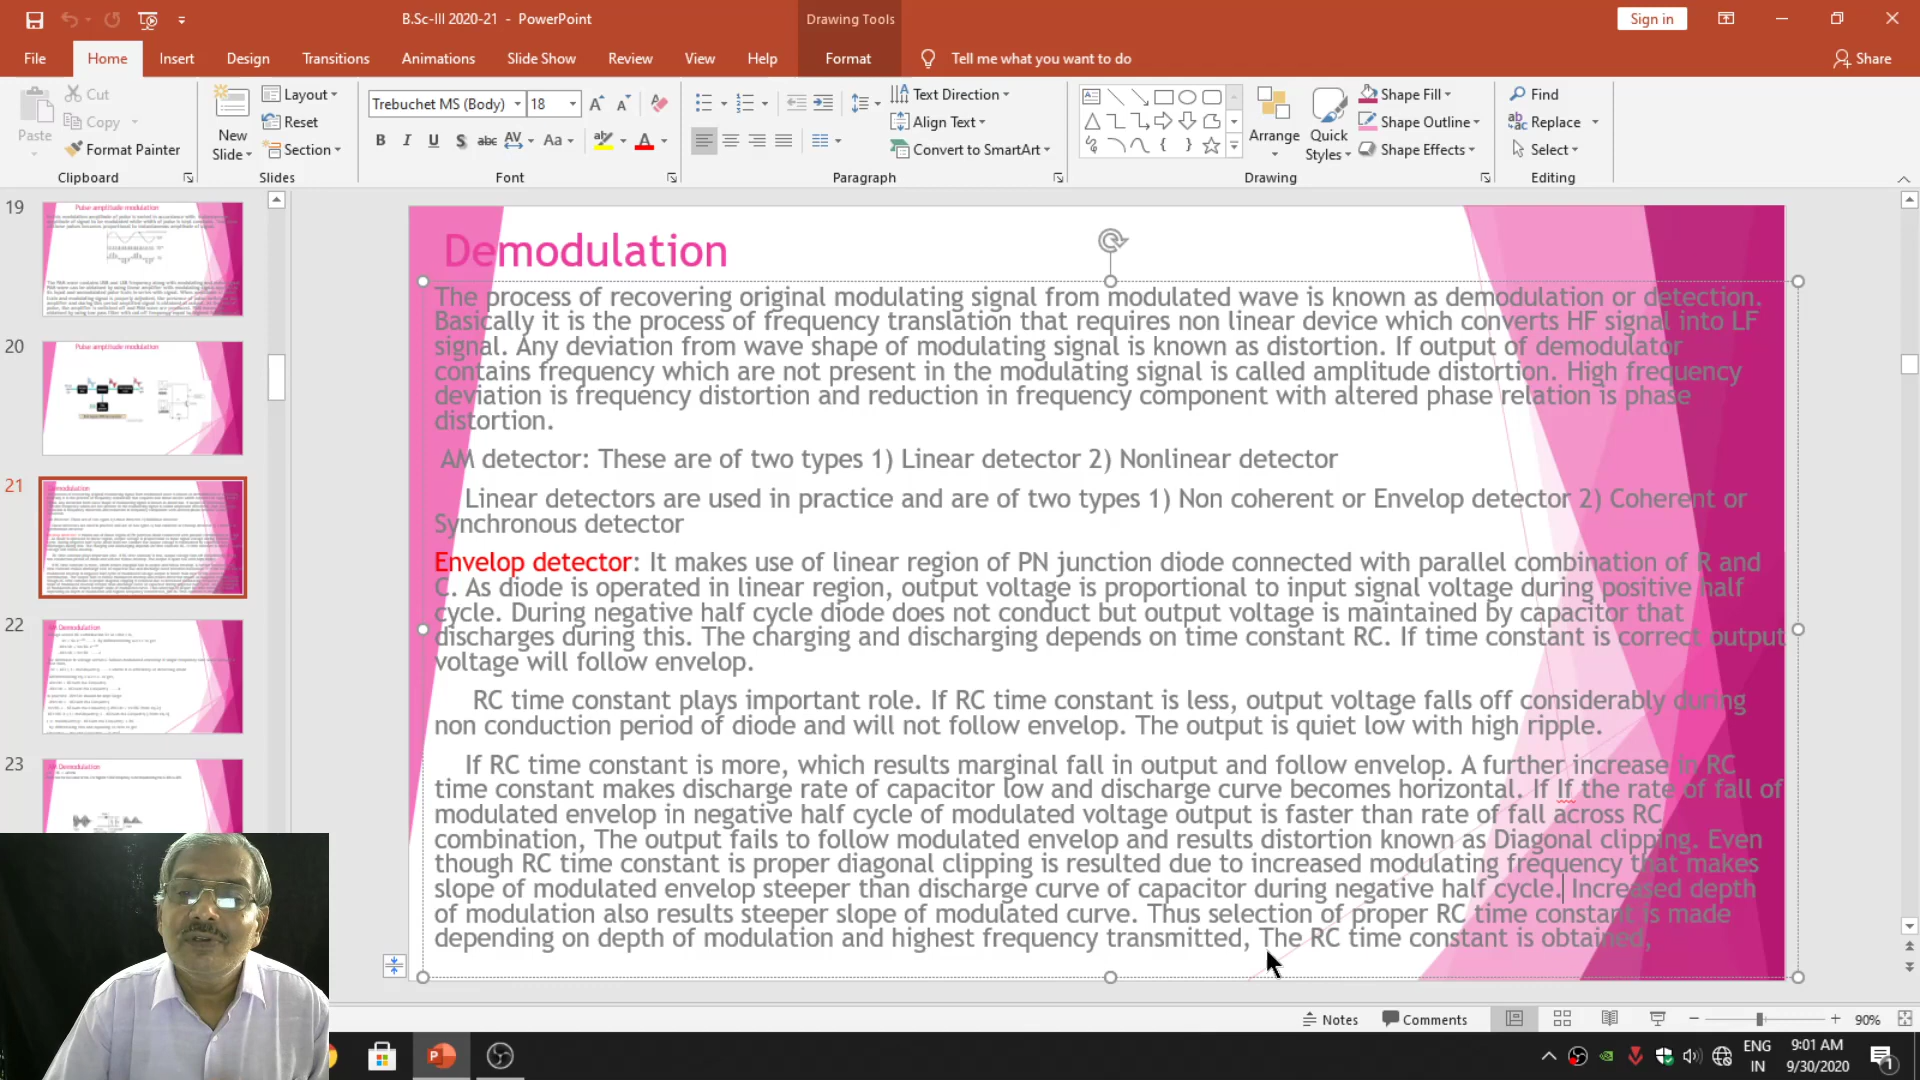 B.Sc-III 2020-21 - PowerPoint
Drawing Tools
Sign in
File
Home
Insert
Design
Transitions
Animations
Slide Show
Review
View
Help
Format
Tell me what you want to do
Share
Paste
Cut
Copy
Format Painter
Clipboard
New Slide
Layout
Reset
Section
Slides
Trebuchet MS (Body)
18
Font
Paragraph
Text Direction
Align Text
Convert to SmartArt
Arrange
Quick Styles
Shape Fill
Shape Outline
Shape Effects
Drawing
Find
Replace
Select
Editing
19
Pulse amplitude modulation
20
Pulse amplitude modulation
21
Demodulation
22
AM Demodulation
23
AM Demodulation
Demodulation
The process of recovering original modulating signal from modulated wave is known as demodulation or detection.
Basically it is the process of frequency translation that requires non linear device which converts HF signal into LF
signal. Any deviation from wave shape of modulating signal is known as distortion. If output of demodulator
contains frequency which are not present in the modulating signal is called amplitude distortion. High frequency
deviation is frequency distortion and reduction in frequency component with altered phase relation is phase
distortion.
AM detector: These are of two types 1) Linear detector 2) Nonlinear detector
Linear detectors are used in practice and are of two types 1) Non coherent or Envelop detector 2) Coherent or
Synchronous detector
Envelop detector: It makes use of linear region of PN junction diode connected with parallel combination of R and
C. As diode is operated in linear region, output voltage is proportional to input signal voltage during positive half
cycle. During negative half cycle diode does not conduct but output voltage is maintained by capacitor that
discharges during this. The charging and discharging depends on time constant RC. If time constant is correct output
voltage will follow envelop.
RC time constant plays important role. If RC time constant is less, output voltage falls off considerably during
non conduction period of diode and will not follow envelop. The output is quiet low with high ripple.
If RC time constant is more, which results marginal fall in output and follow envelop. A further increase in RC
time constant makes discharge rate of capacitor low and discharge curve becomes horizontal. If If the rate of fall of
modulated envelop in negative half cycle of modulated voltage output is faster than rate of fall across RC
combination, The output fails to follow modulated envelop and results distortion known as Diagonal clipping. Even
though RC time constant is proper diagonal clipping is resulted due to increased modulating frequency that makes
slope of modulated envelop steeper than discharge curve of capacitor during negative half cycle. Increased depth
of modulation also results steeper slope of modulated curve. Thus selection of proper RC time constant is made
depending on depth of modulation and highest frequency transmitted, The RC time constant is obtained,
Notes
Comments
90%
ENG
IN
9:01 AM
9/30/2020
1